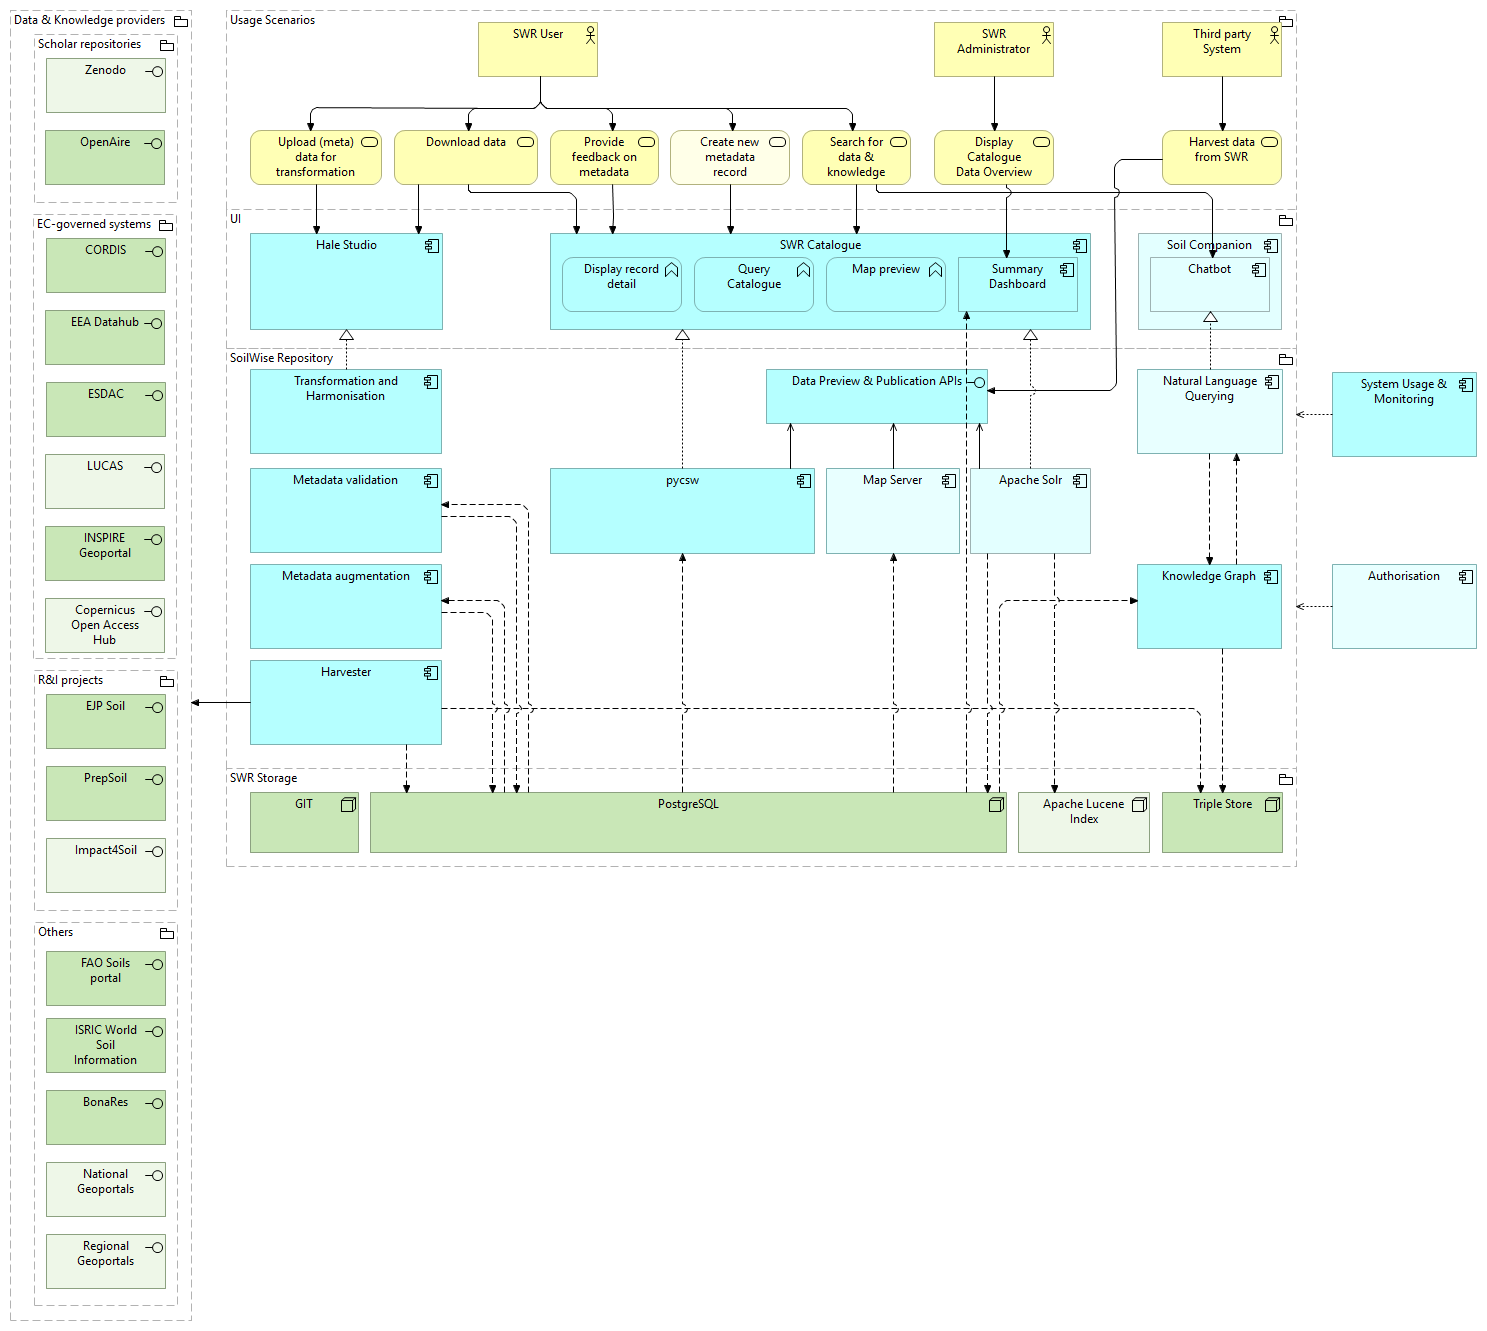 Data & Knowledge providers
Scholar repositories
Zenodo
OpenAire
EC-governed systems
CORDIS
EEA Datahub
ESDAC
LUCAS
INSPIRE
Geoportal
Copernicus
Open Access
Hub
R&I projects
EJP Soil
PrepSoil
Impact4Soil
Others
FAO Soils
portal
ISRIC World
Soil
Information
BonaRes
National
Geoportals
Regional
Geoportals
Usage Scenarios
SWR User
SWR
Administrator
Third party
System
Upload (meta)
data for
transformation
Download data
Provide
feedback on
metadata
Create new
metadata
record
Search for
data &
knowledge
Display
Catalogue
Data Overview
Harvest data
from SWR
UI
Hale Studio
SWR Catalogue
Display record
detail
Query
Catalogue
Map preview
Summary
Dashboard
Soil Companion
Chatbot
SoilWise Repository
Transformation and
Harmonisation
Data Preview & Publication APIs
Natural Language
Querying
System Usage &
Monitoring
Metadata validation
pycsw
Map Server
Apache Solr
Metadata augmentation
Knowledge Graph
Authorisation
Harvester
SWR Storage
GIT
PostgreSQL
Apache Lucene
Index
Triple Store